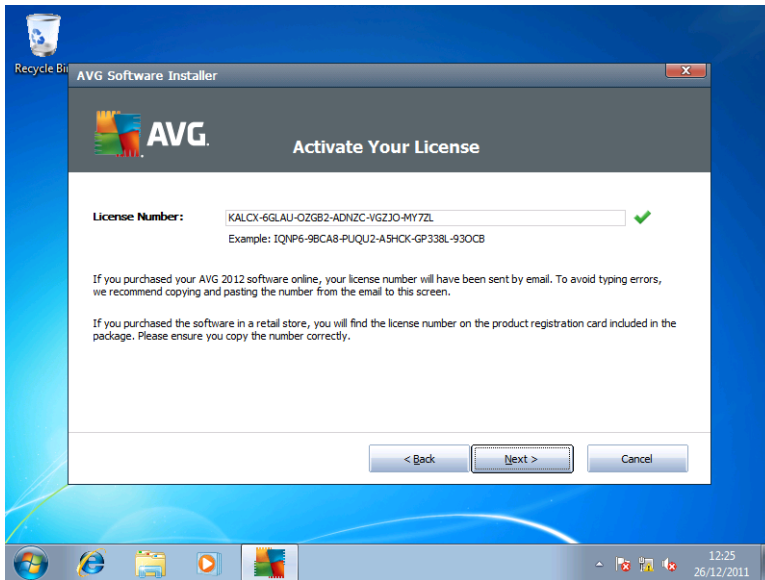 Recycle Bin
AVG Software Installer
AVG.
Activate Your License
License Number:
KALCX-6GLAU-OZGB2-ADNZC-VGZJO-MY7ZL
Example: IQNP6-9BCA8-PUQU2-A5HCK-GP338L-93OCB
If you purchased your AVG 2012 software online, your license number will have been sent by email. To avoid typing errors,
we recommend copying and pasting the number from the email to this screen.
If you purchased the software in a retail store, you will find the license number on the product registration card included in the
package. Please ensure you copy the number correctly.
< Back
Next >
Cancel
12:25
26/12/2011